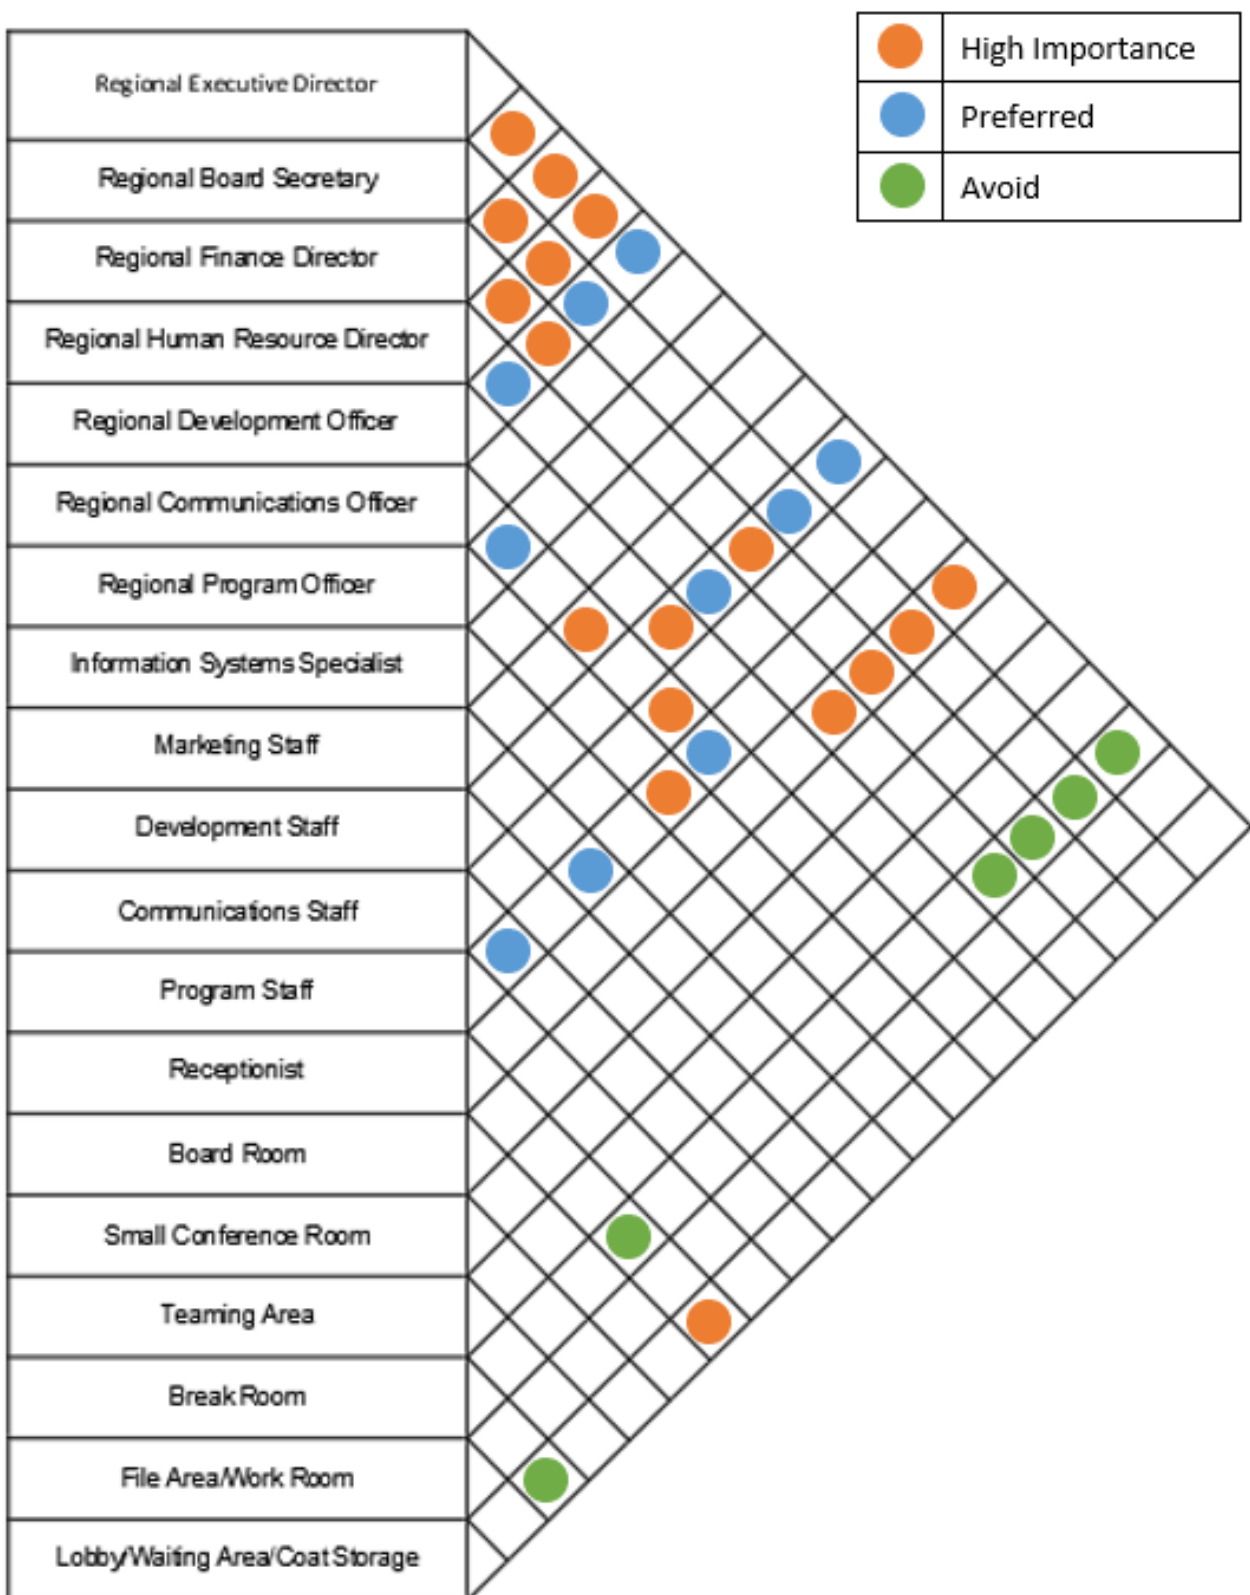 High Importance
Preferred
Avoid
Regional Executive Director
Regional Board Secretary
Regional Finance Director
Regional Human Resource Director
Regional Development Officer
Regional Communications Officer
Regional Program Officer
Information Systems Specialist
Marketing Staff
Development Staff
Communications Staff
Program Staff
Receptionist
Board Room
Small Conference Room
Teaming Area
Break Room
File Area/Work Room
Lobby/Waiting Area/Coat Storage